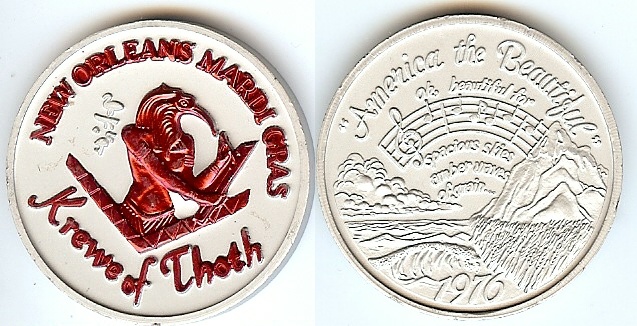 NEW ORLEANS MARDI GRAS
Krewe of Thoth
"America the Beautiful"
Oh, beautiful for
spacious skies
amber waves
of grain...
1976